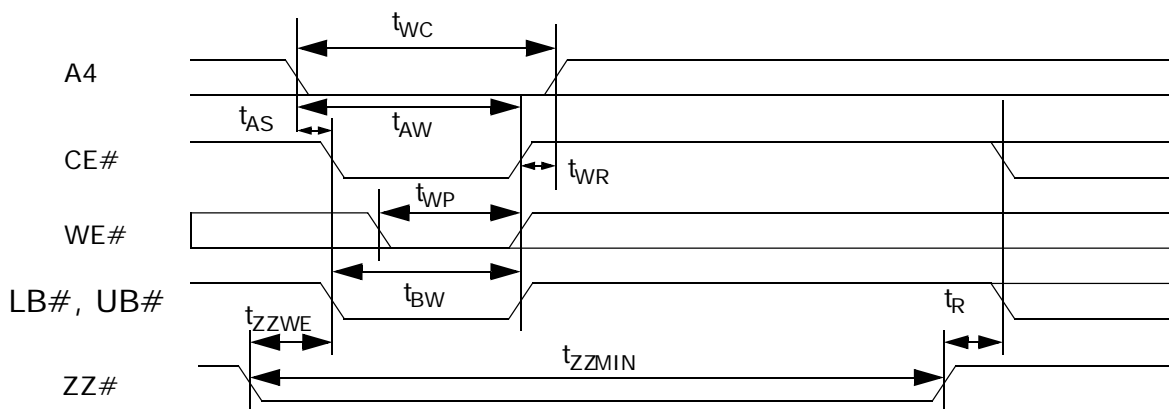 tWC
A4
tAS
tAW
CE#
tWR
tWP
WE#
LB#, UB#
tBW
tR
tZZWE
tZZMIN
ZZ#